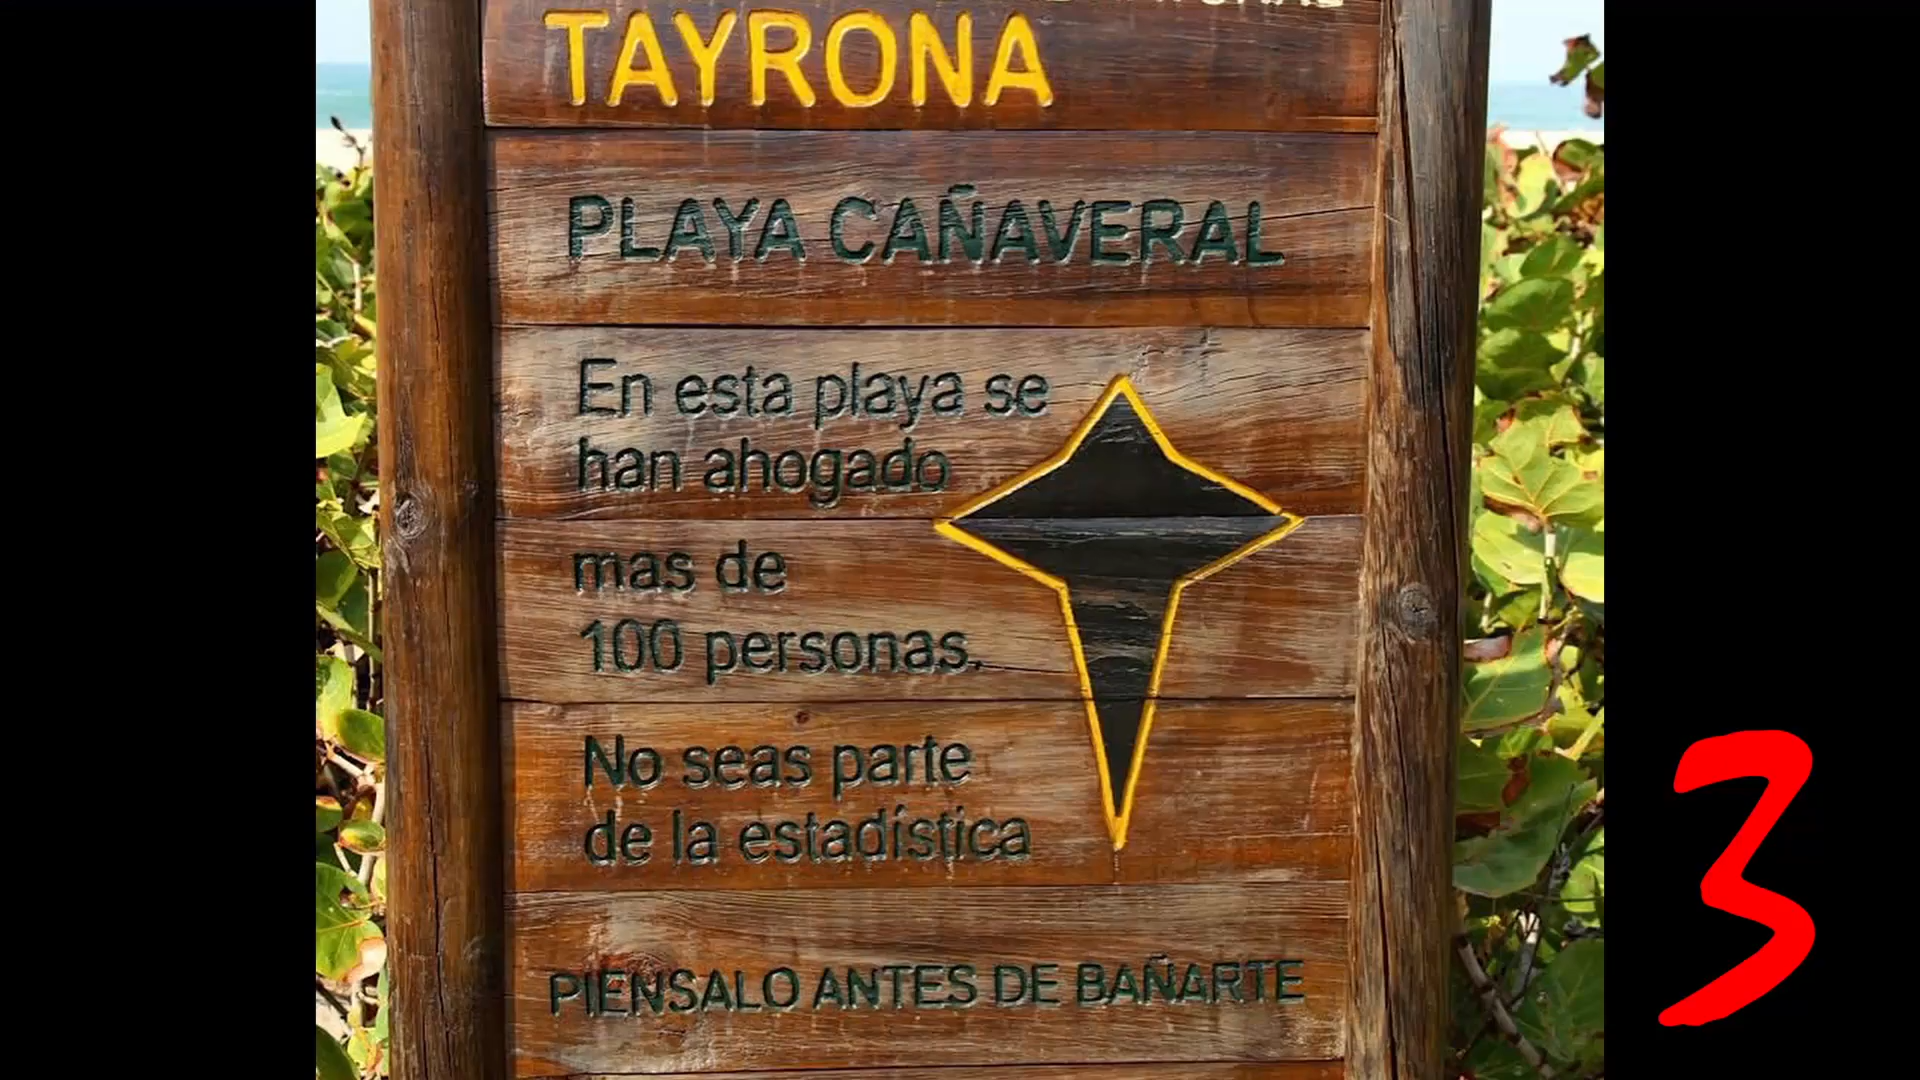 TAYRONA
PLAYA CAÑAVERAL
En esta playa se
han ahogado
mas de
100 personas.
No seas parte
de la estadística
PIENSALO ANTES DE BAÑARTE
3